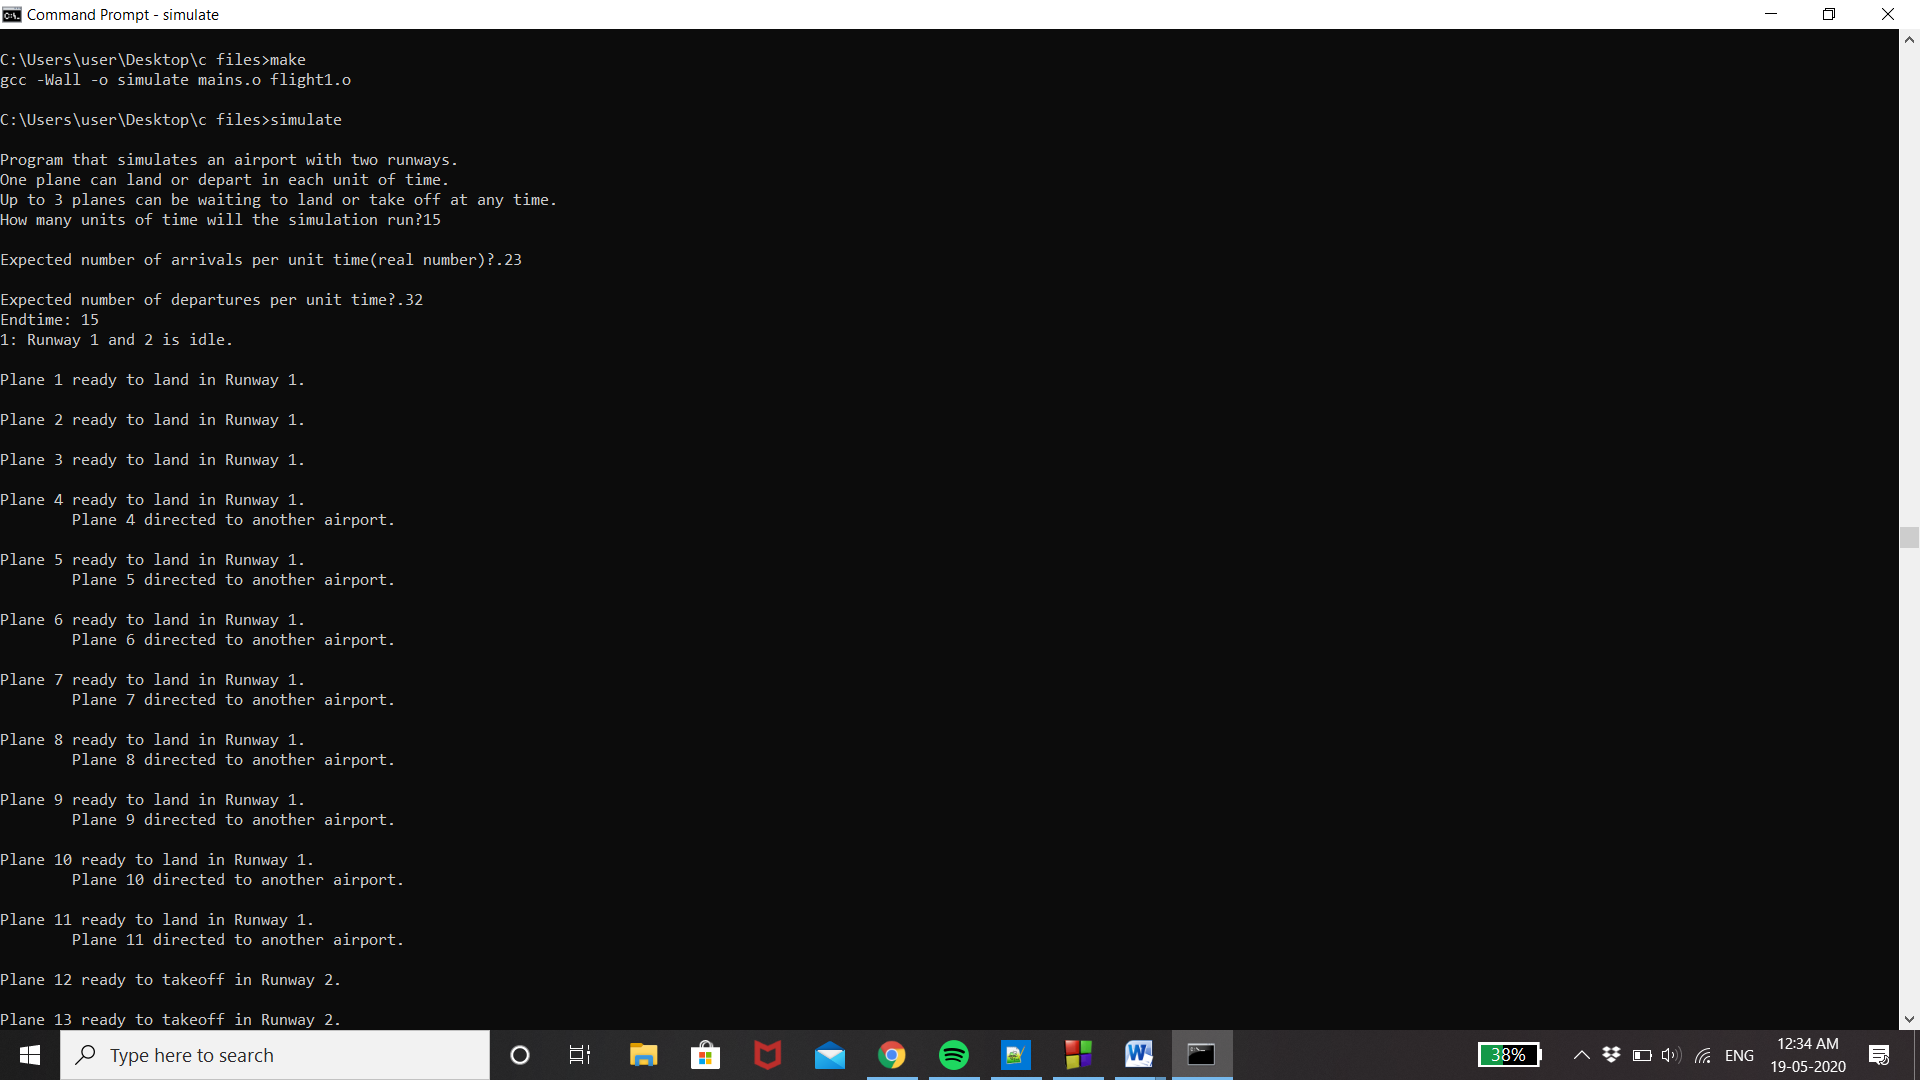 Command Prompt - simulate
C:\Users\user\Desktop\c files>make
gcc -Wall -o simulate mains.o flight1.o
C:\Users\user\Desktop\c files>simulate
Program that simulates an airport with two runways.
One plane can land or depart in each unit of time.
Up to 3 planes can be waiting to land or take off at any time.
How many units of time will the simulation run?15
Expected number of arrivals per unit time(real number)?.23
Expected number of departures per unit time?.32
Endtime: 15
1: Runway 1 and 2 is idle.
Plane 1 ready to land in Runway 1.
Plane 2 ready to land in Runway 1.
Plane 3 ready to land in Runway 1.
Plane 4 ready to land in Runway 1.
Plane 4 directed to another airport.
Plane 5 ready to land in Runway 1.
Plane 5 directed to another airport.
Plane 6 ready to land in Runway 1.
Plane 6 directed to another airport.
Plane 7 ready to land in Runway 1.
Plane 7 directed to another airport.
Plane 8 ready to land in Runway 1.
Plane 8 directed to another airport.
Plane 9 ready to land in Runway 1.
Plane 9 directed to another airport.
Plane 10 ready to land in Runway 1.
Plane 10 directed to another airport.
Plane 11 ready to land in Runway 1.
Plane 11 directed to another airport.
Plane 12 ready to takeoff in Runway 2.
Plane 13 ready to takeoff in Runway 2.
Type here to search
38%
ENG
12:34 AM
19-05-2020